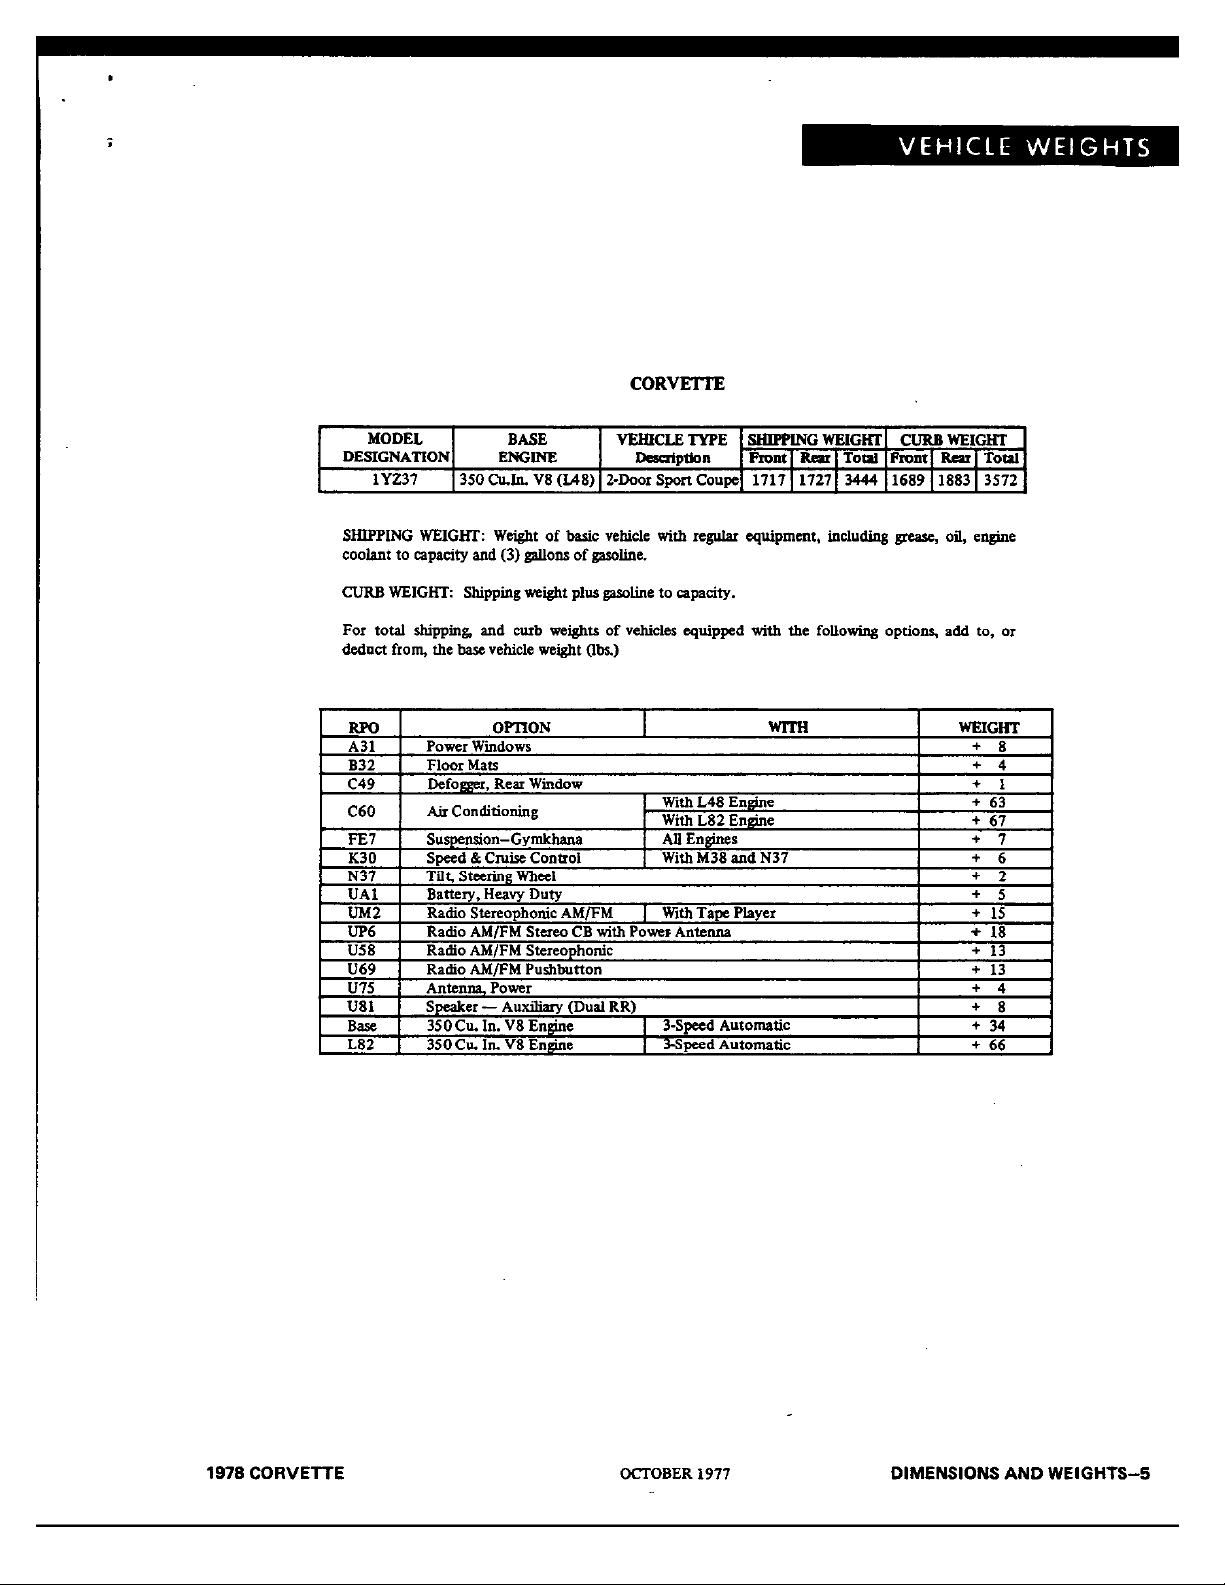 VEHICLE WEIGHTS
CORVETTE
MODEL DESIGNATION BASE ENGINE VEHICLE TYPE Description SHIPPING WEIGHT CURB WEIGHT
Front Rear Total Front Rear Total
1YZ37 350 Cu.In. V8 (L48) 2-Door Sport Coupe 1717 1727 3444 1689 1883 3572
SHIPPING WEIGHT: Weight of basic vehicle with regular equipment, including grease, oil, engine
coolant to capacity and (3) gallons of gasoline.
CURB WEIGHT: Shipping weight plus gasoline to capacity.
For total shipping, and curb weights of vehicles equipped with the following options, add to, or
deduct from, the base vehicle weight (lbs.)
RPO OPTION WITH WEIGHT
A31 Power Windows + 8
B32 Floor Mats + 4
C49 Defogger, Rear Window + 1
C60 Air Conditioning With L48 Engine + 63
With L82 Engine + 67
FE7 Suspension–Gymkhana All Engines + 7
K30 Speed & Cruise Control With M38 and N37 + 6
N37 Tilt, Steering Wheel + 2
UA1 Battery, Heavy Duty + 5
UM2 Radio Stereophonic AM/FM With Tape Player + 15
UP6 Radio AM/FM Stereo CB with Power Antenna + 18
U58 Radio AM/FM Stereophonic + 13
U69 Radio AM/FM Pushbutton + 13
U75 Antenna, Power + 4
U81 Speaker — Auxiliary (Dual RR) + 8
Base 350 Cu. In. V8 Engine 3-Speed Automatic + 34
L82 350 Cu. In. V8 Engine 3-Speed Automatic + 66
1978 CORVETTE OCTOBER 1977 DIMENSIONS AND WEIGHTS–5